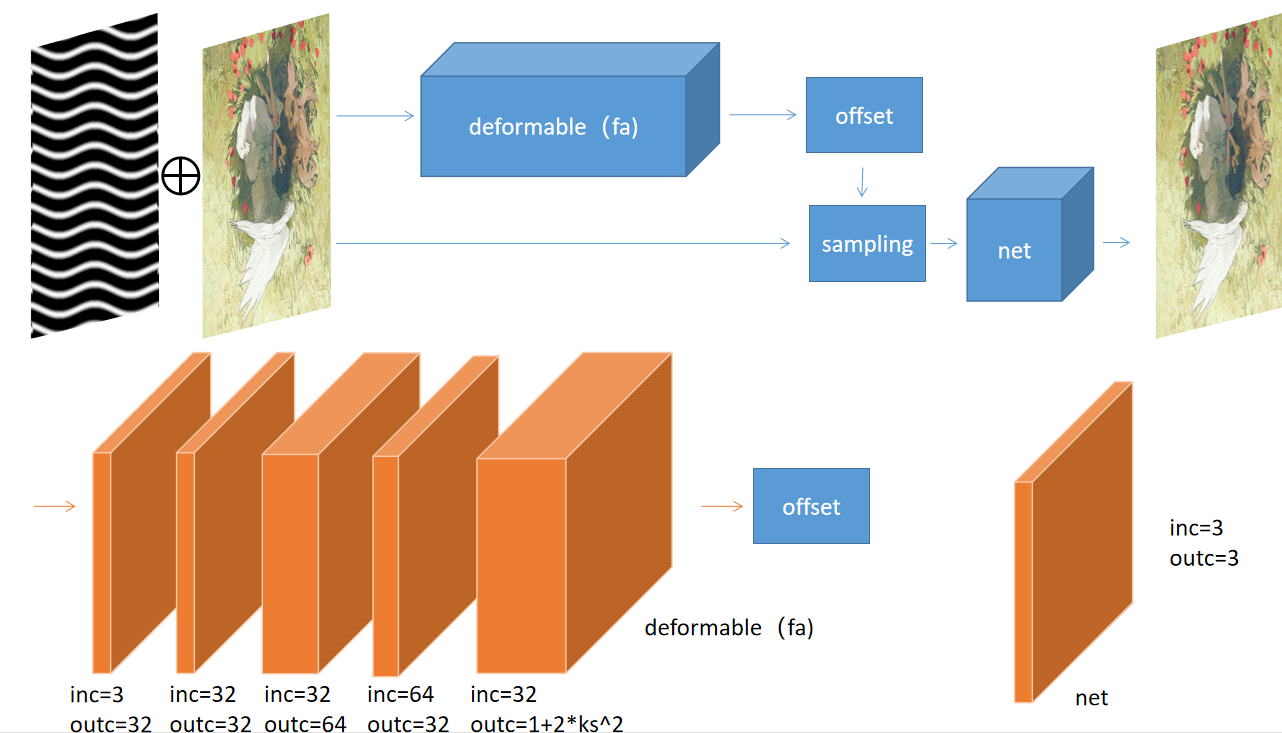 deformable（fa)
offset
sampling
net
offset
inc=3
outc=3
deformable（fa)
net
inc=3
outc=32
inc=32
outc=32
inc=32
outc=64
inc=64
outc=32
inc=32
outc=1+2*ks^2